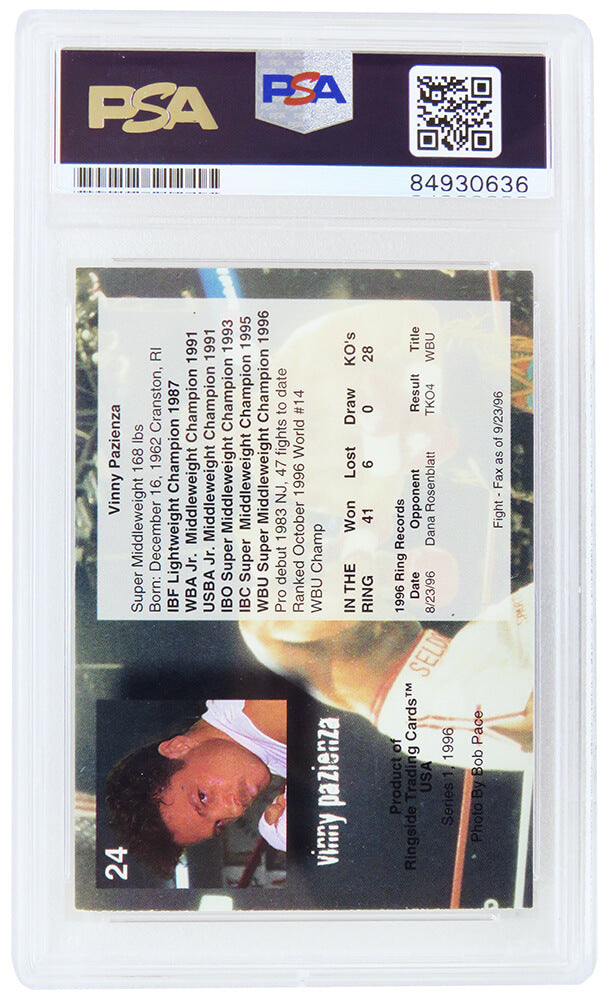 PSA
PSA
84930636
Vinny Pazienza
Super Middleweight 168 lbs
Born: December 16, 1962 Cranston, RI
IBF Lightweight Champion 1987
WBA Jr. Middleweight Champion 1991
USBA Jr. Middleweight Champion 1991
IBO Super Middleweight Champion 1993
IBC Super Middleweight Champion 1995
WBU Super Middleweight Champion 1996
Pro debut 1983 NJ, 47 fights to date
Ranked October 1996 World #14
WBU Champ
IN THE RING Won Lost Draw KO's
41 6 0 28
1996 Ring Records
Date Opponent Result Title
8/23/96 Dana Rosenblatt TKO4 WBU
Fight - Fax as of 9/23/96
24
vinny pazienza
Product of
Ringside Trading Cards™
USA
Series 1, 1996
Photo By Bob Pace